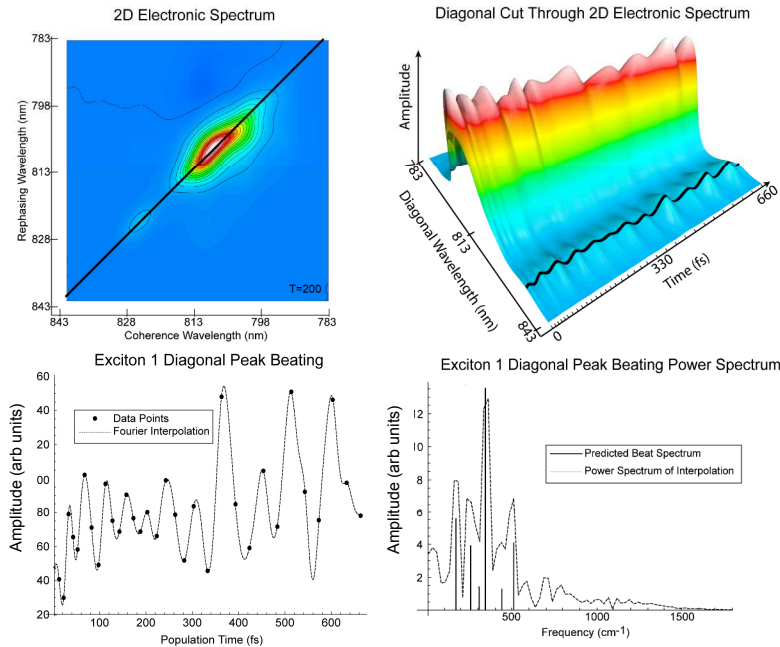 2D Electronic Spectrum
783
798
813
828
843
Rephasing Wavelength (nm)
T=200 (
843 828 813 798 783
Coherence Wavelength (nm)
Diagonal Cut Through 2D Electronic Spectrum
Amplitude
783
813
843
Diagonal Wavelength (nm)
0
330
660
Time (fs)
Exciton 1 Diagonal Peak Beating
60
40
20
00
80
60
40
20
Amplitude (arb units)
Data Points
Fourier Interpolation
100 200 300 400 500 600
Population Time (fs)
Exciton 1 Diagonal Peak Beating Power Spectrum
12
10
8
6
4
2
Amplitude (arb units)
Predicted Beat Spectrum
Power Spectrum of Interpolation
500 1000 1500
Frequency (cm-1)